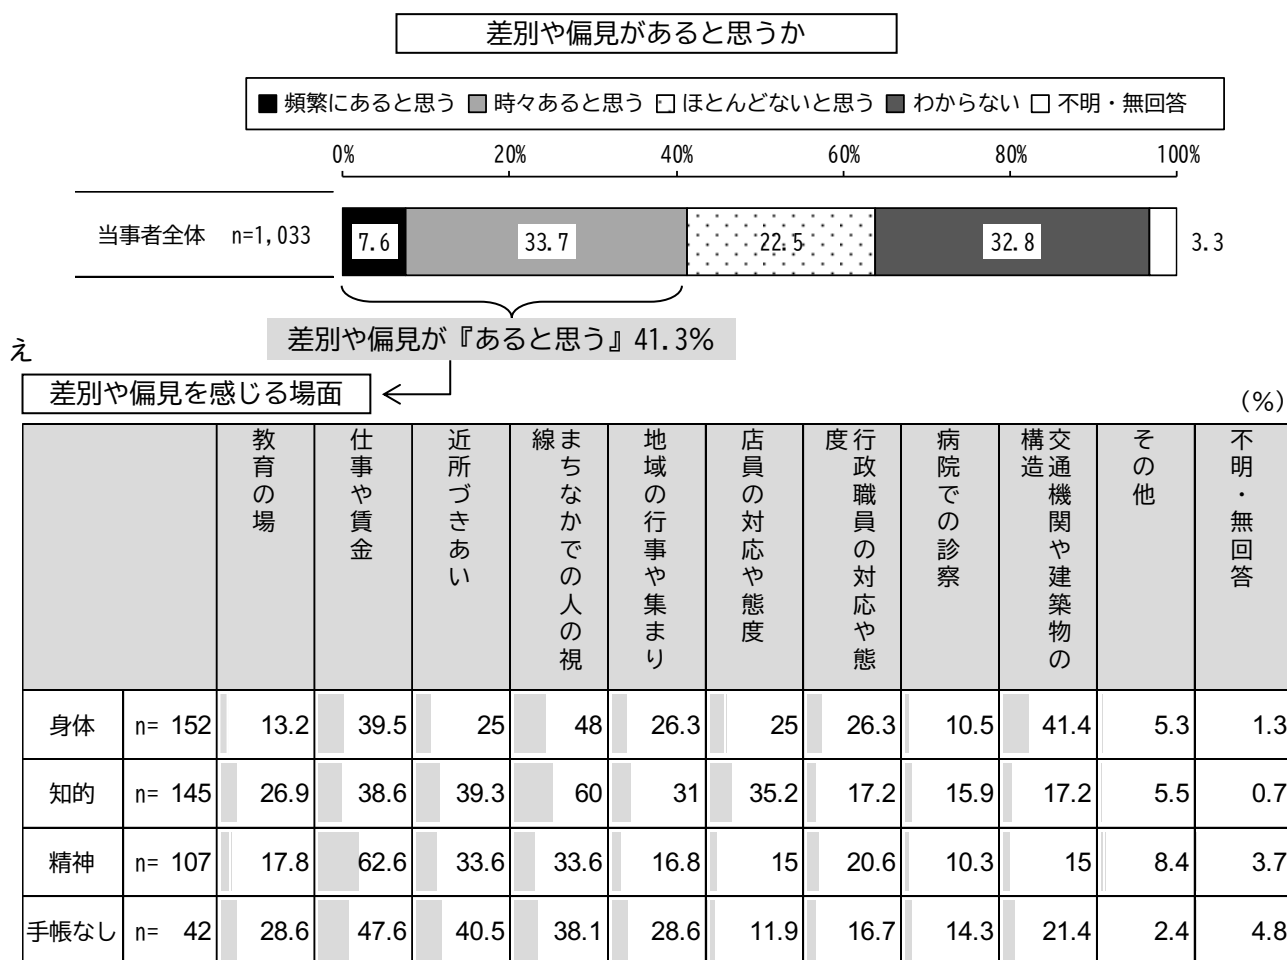 差別や偏見があると思うか
■ 頻繁にあると思う ■ 時々あると思う □ ほとんどないと思う ■ わからない □ 不明・無回答
0% 20% 40% 60% 80% 100%
当事者全体 n=1,033 7.6 33.7 22.5 32.8 3.3
差別や偏見が『あると思う』41.3%
え
差別や偏見を感じる場面
（%）
教育の場
仕事や賃金
近所づきあい
まちなかでの人の視
線
地域の行事や集まり
店員の対応や態度
行政職員の対応や態
度
病院での診察
交通機関や建築物の
構造
その他
不明・無回答
身体 n= 152 13.2 39.5 25 48 26.3 25 26.3 10.5 41.4 5.3 1.3
知的 n= 145 26.9 38.6 39.3 60 31 35.2 17.2 15.9 17.2 5.5 0.7
精神 n= 107 17.8 62.6 33.6 33.6 16.8 15 20.6 10.3 15 8.4 3.7
手帳なし n= 42 28.6 47.6 40.5 38.1 28.6 11.9 16.7 14.3 21.4 2.4 4.8